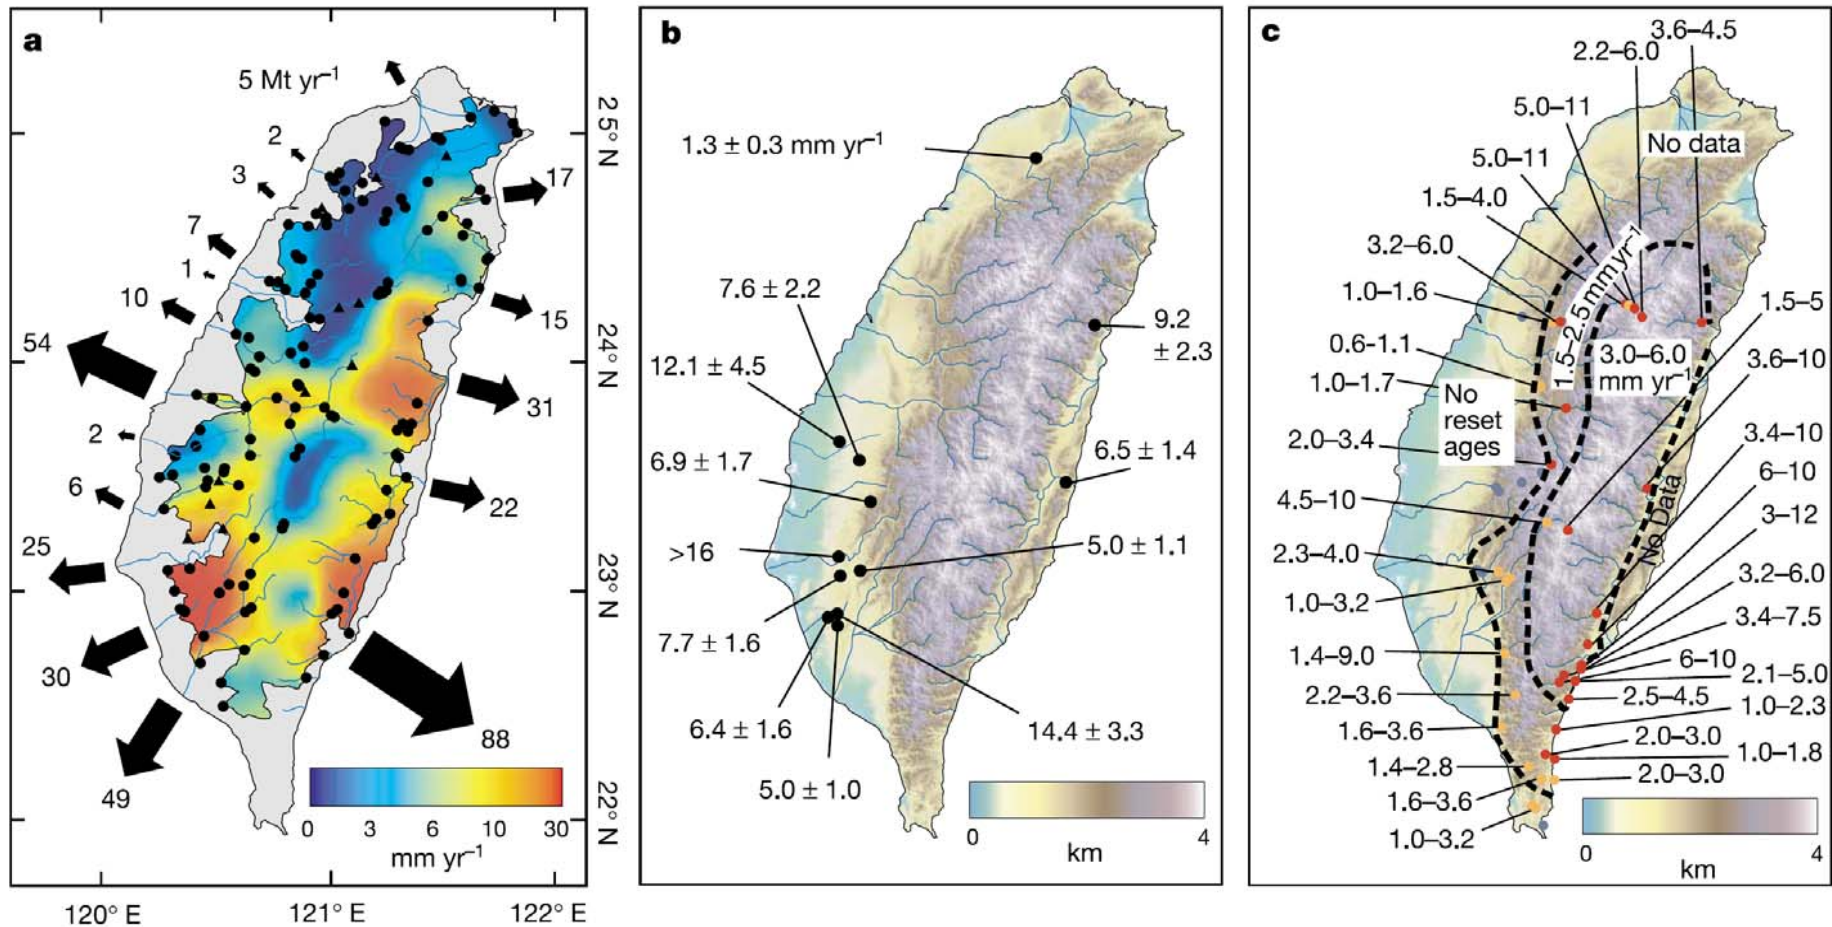 a
5 Mt yr⁻¹
2
3
7
1
10
54
2
6
25
30
49
17
15
31
22
88
0 3 6 10 30
mm yr⁻¹
25° N
24° N
23° N
22° N
120° E 121° E 122° E
b
1.3 ± 0.3 mm yr⁻¹
7.6 ± 2.2
12.1 ± 4.5
6.9 ± 1.7
>16
7.7 ± 1.6
6.4 ± 1.6
5.0 ± 1.0
9.2
± 2.3
6.5 ± 1.4
5.0 ± 1.1
14.4 ± 3.3
0 4
km
c
3.6–4.5
2.2–6.0
5.0–11
5.0–11
1.5–4.0
3.2–6.0
1.0–1.6
0.6–1.1
1.0–1.7
2.0–3.4
4.5–10
2.3–4.0
1.0–3.2
1.4–9.0
2.2–3.6
1.6–3.6
1.4–2.8
1.6–3.6
1.0–3.2
No data
1.5–2.5 mm yr⁻¹
3.0–6.0
mm yr⁻¹
No
reset
ages
No Data
1.5–5
3.6–10
3.4–10
6–10
3–12
3.2–6.0
3.4–7.5
6–10
2.1–5.0
2.5–4.5
1.0–2.3
2.0–3.0
1.0–1.8
2.0–3.0
0 4
km